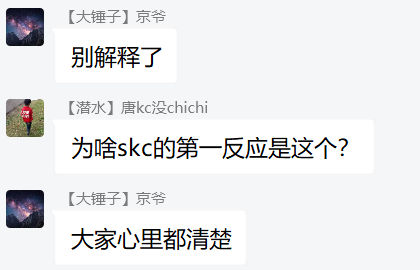 【大锤子】京爷
别解释了
【潜水】唐kc没chichi
为啥skc的第一反应是这个？
【大锤子】京爷
大家心里都清楚